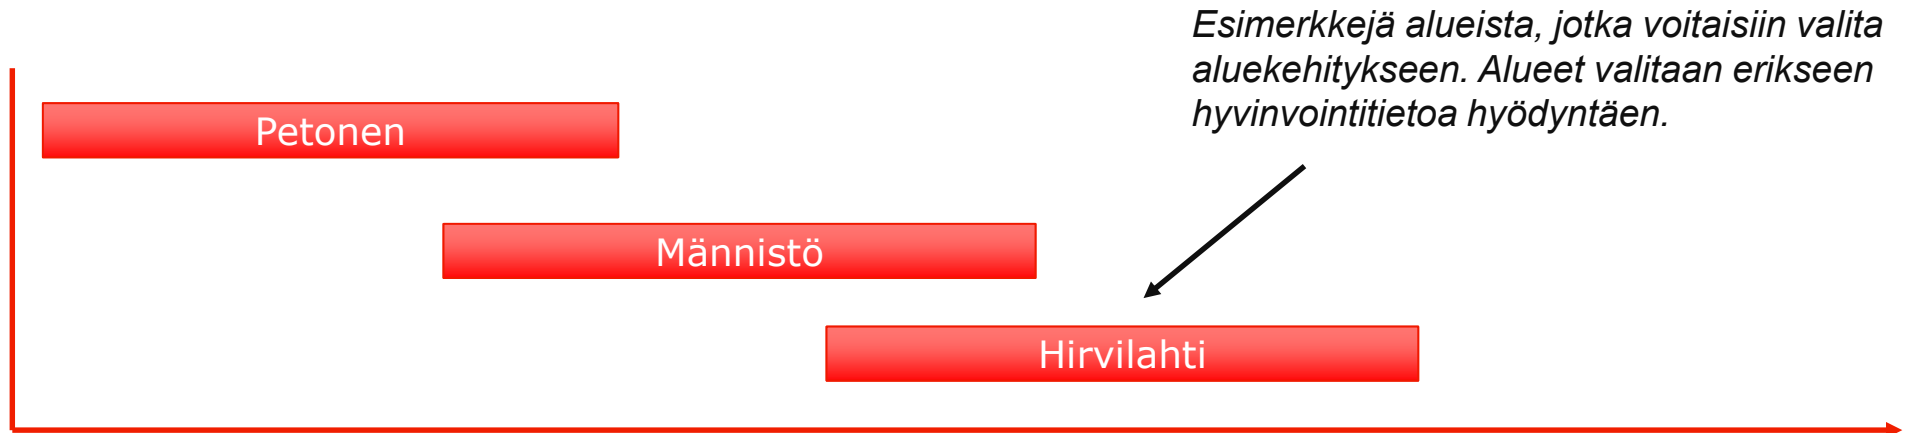 Esimerkkejä alueista, jotka voitaisiin valita
aluekehitykseen. Alueet valitaan erikseen
hyvinvointitietoa hyödyntäen.
Petonen
Männistö
Hirvilahti